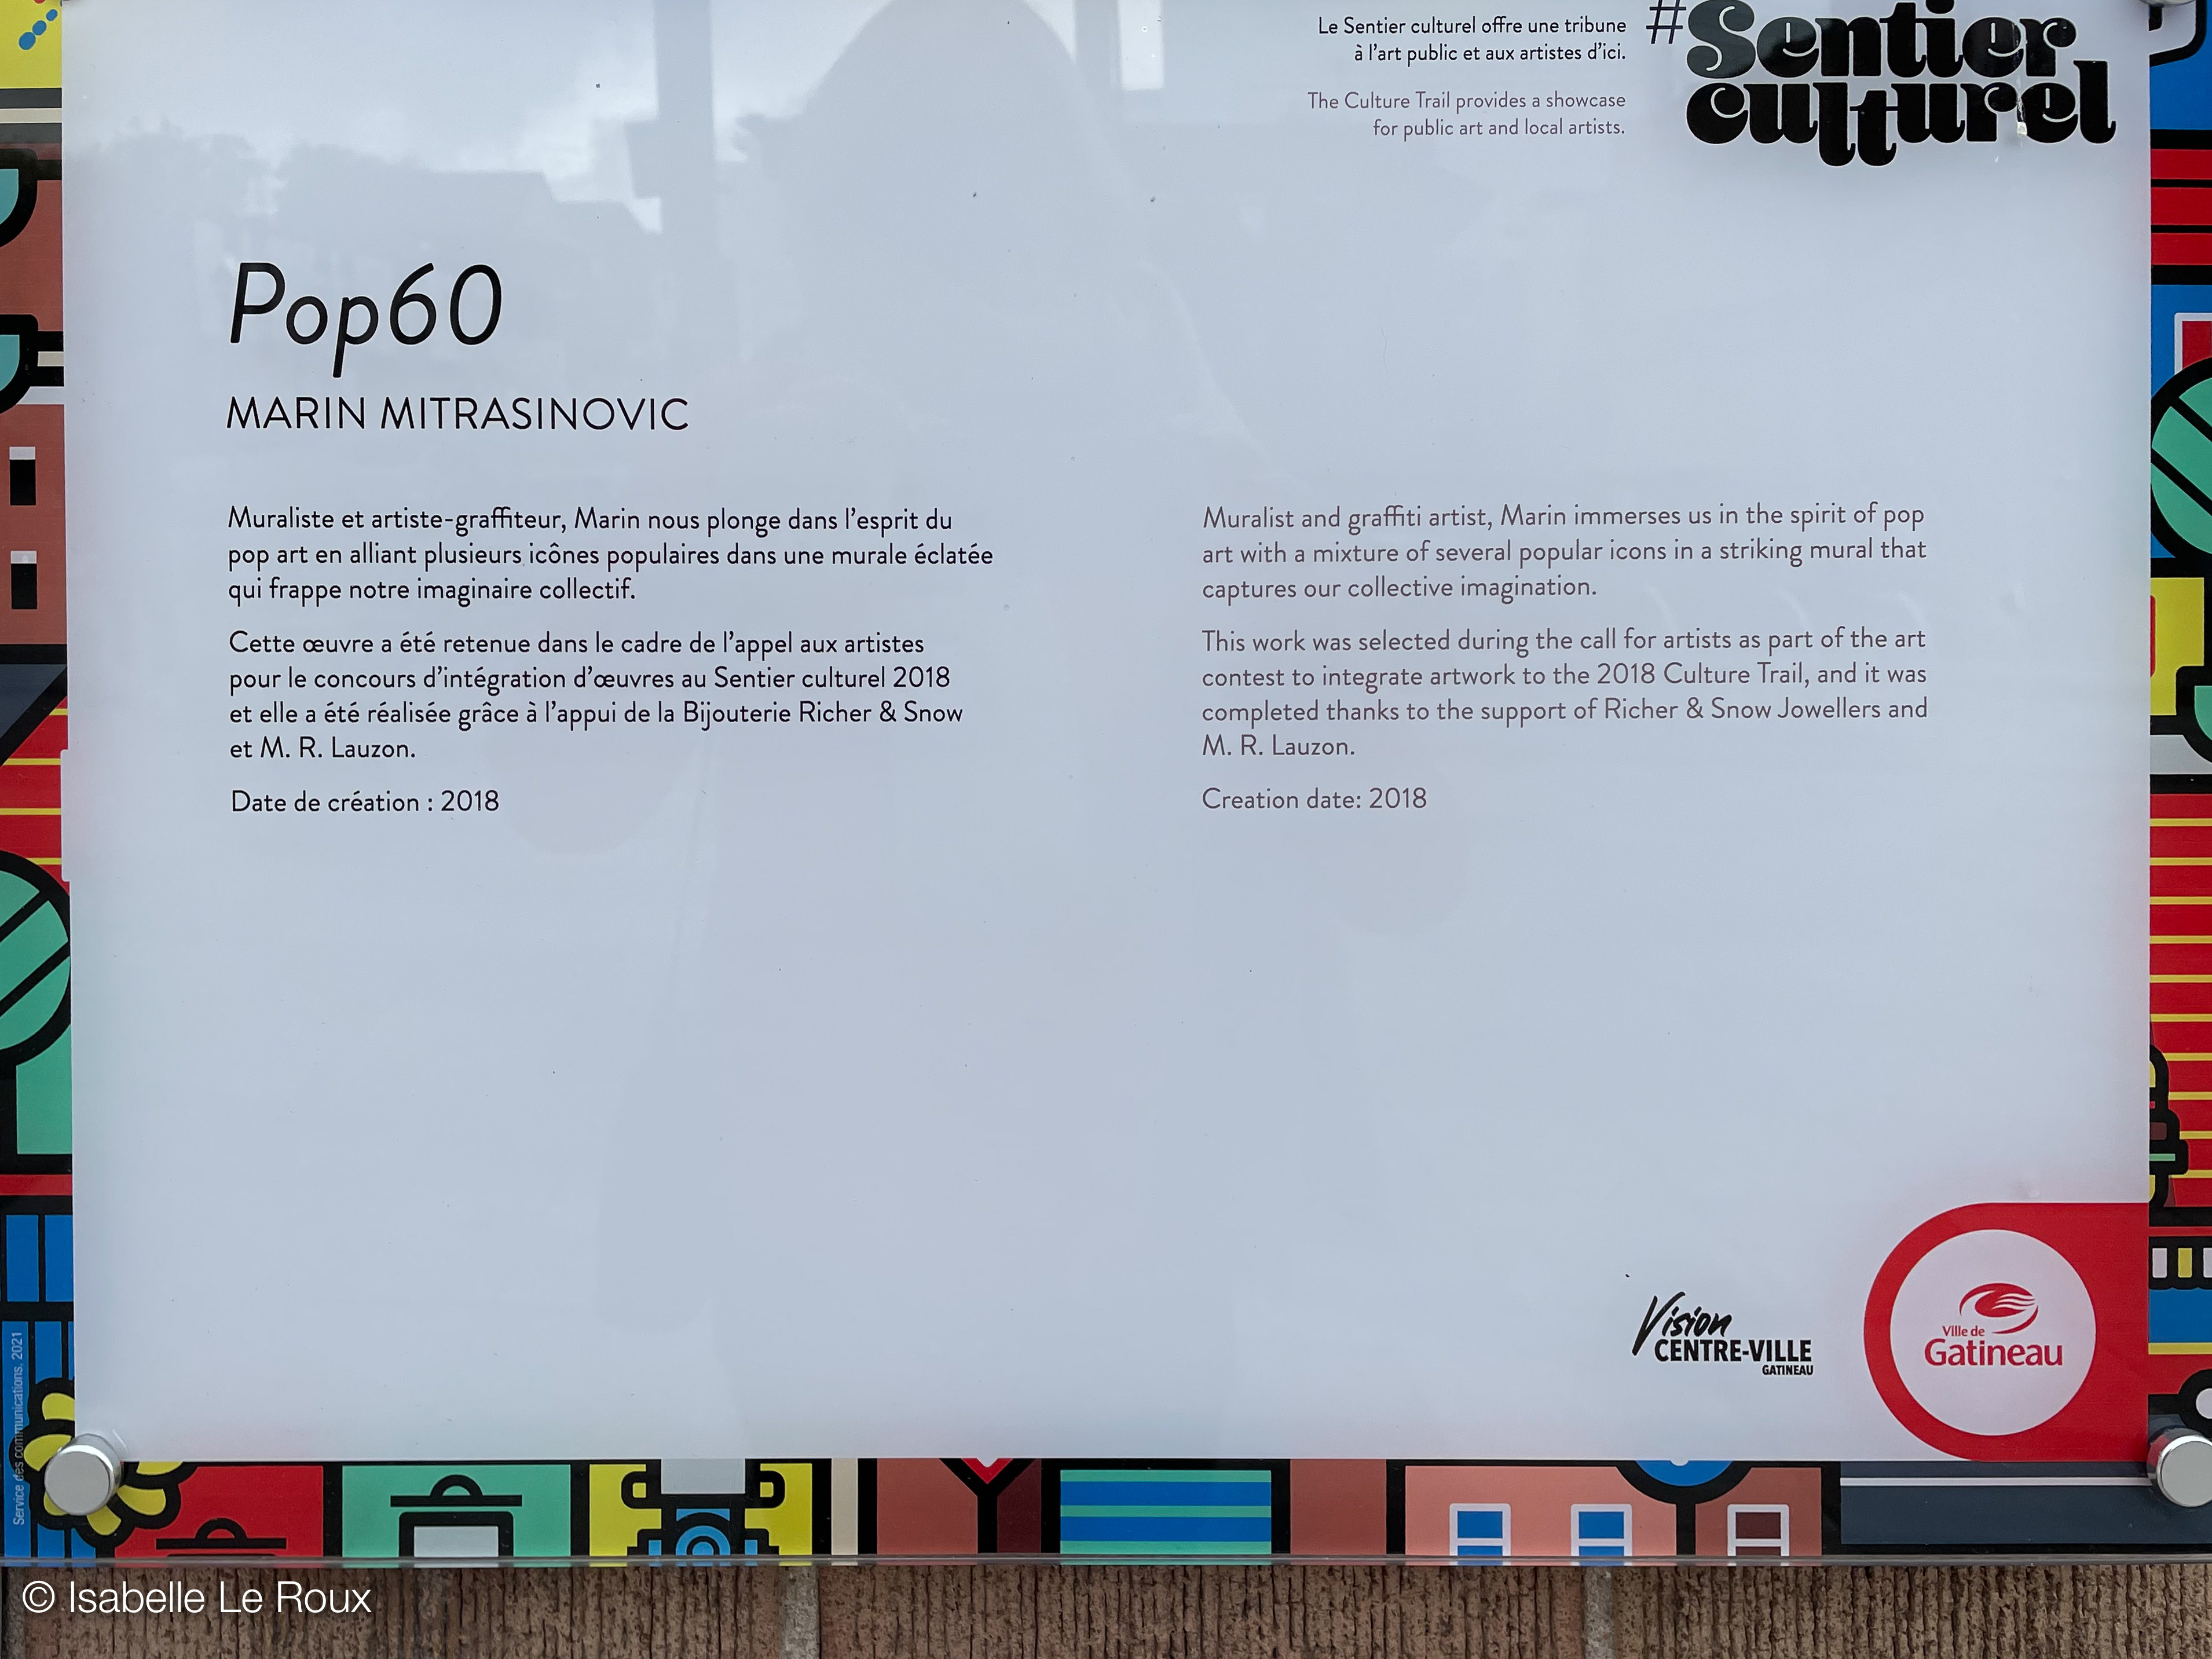 Le Sentier culturel offre une tribune
à l'art public et aux artistes d'ici.
The Culture Trail provides a showcase
for public art and local artists.
#Sentier
culturel
Pop60
MARIN MITRASINOVIC
Muraliste et artiste-graffiteur, Marin nous plonge dans l'esprit du
pop art en alliant plusieurs icônes populaires dans une murale éclatée
qui frappe notre imaginaire collectif.
Cette œuvre a été retenue dans le cadre de l'appel aux artistes
pour le concours d'intégration d'œuvres au Sentier culturel 2018
et elle a été réalisée grâce à l'appui de la Bijouterie Richer & Snow
et M. R. Lauzon.
Date de création : 2018
Muralist and graffiti artist, Marin immerses us in the spirit of pop
art with a mixture of several popular icons in a striking mural that
captures our collective imagination.
This work was selected during the call for artists as part of the art
contest to integrate artwork to the 2018 Culture Trail, and it was
completed thanks to the support of Richer & Snow Jowellers and
M. R. Lauzon.
Creation date: 2018
Vision
CENTRE-VILLE
GATINEAU
Ville de
Gatineau
Service des communications, 2021
© Isabelle Le Roux